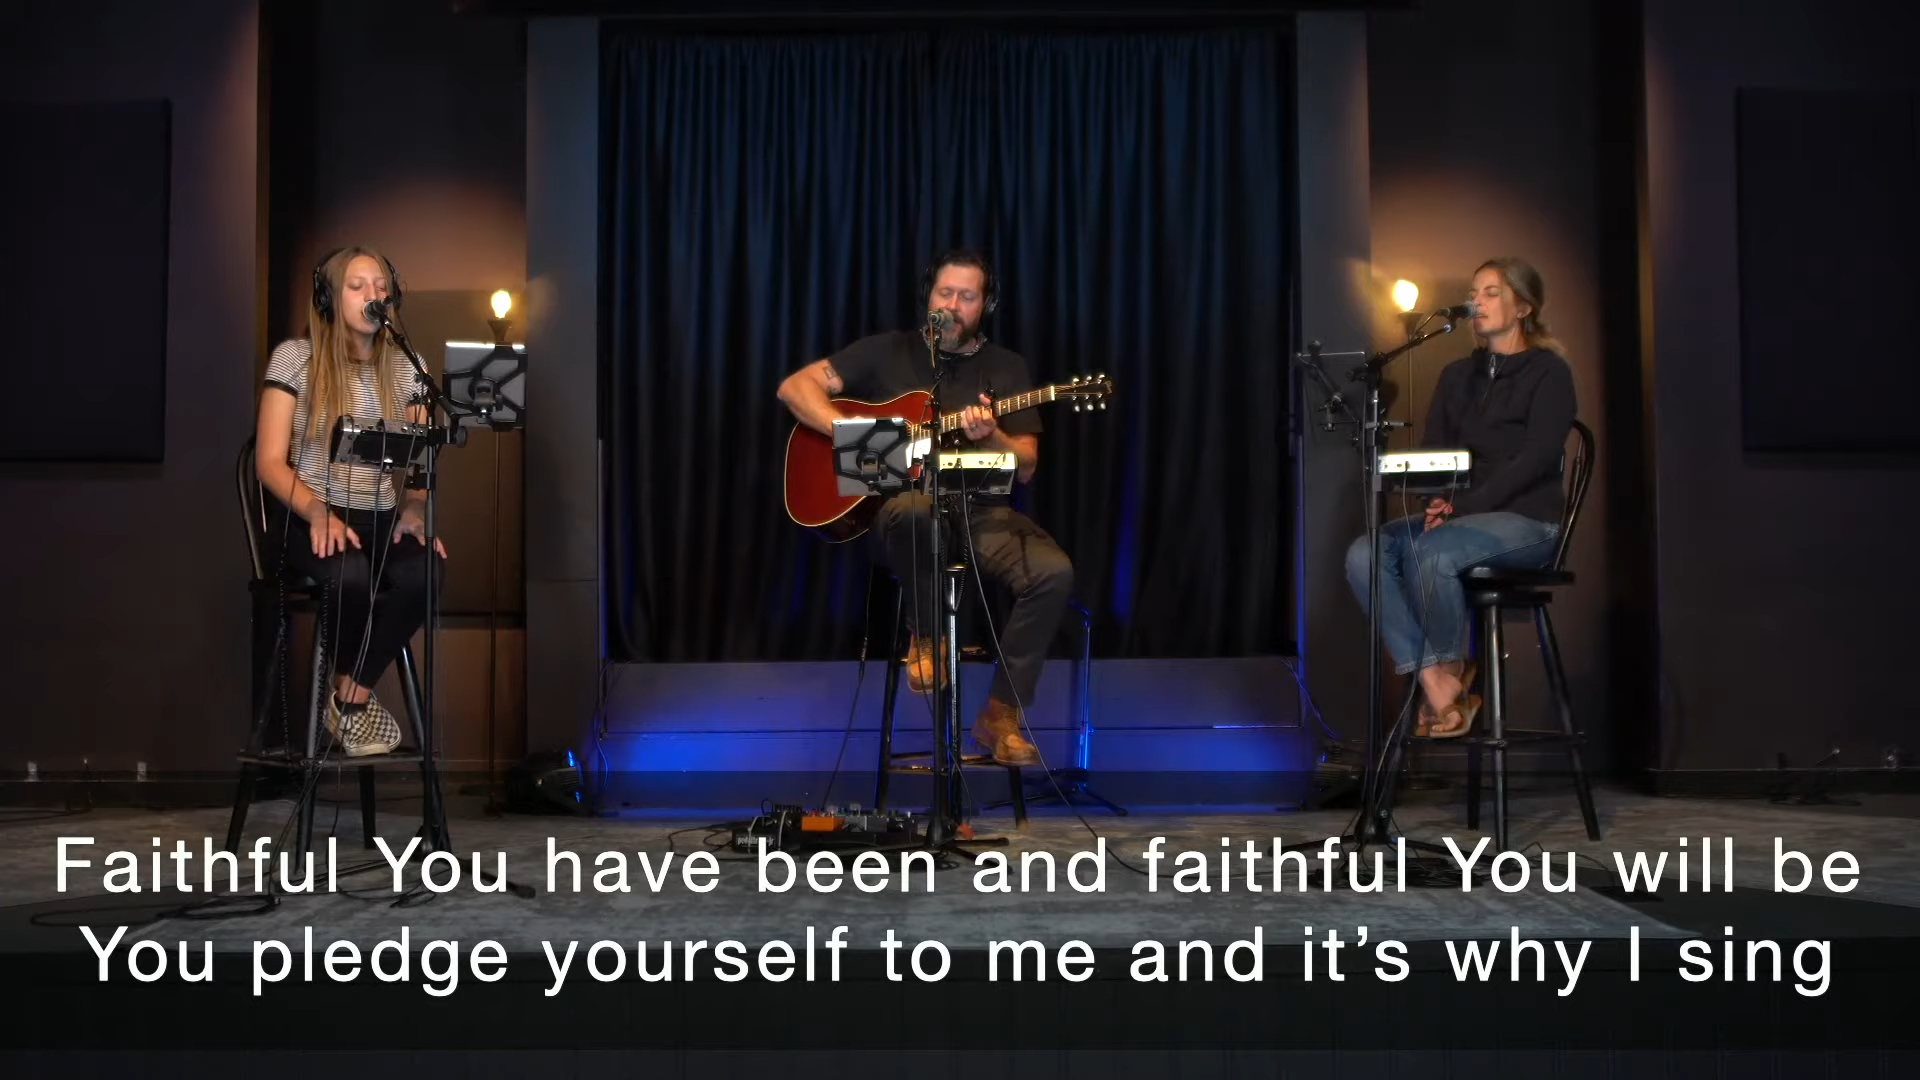 Faithful You have been and faithful You will be
You pledge yourself to me and it’s why I sing